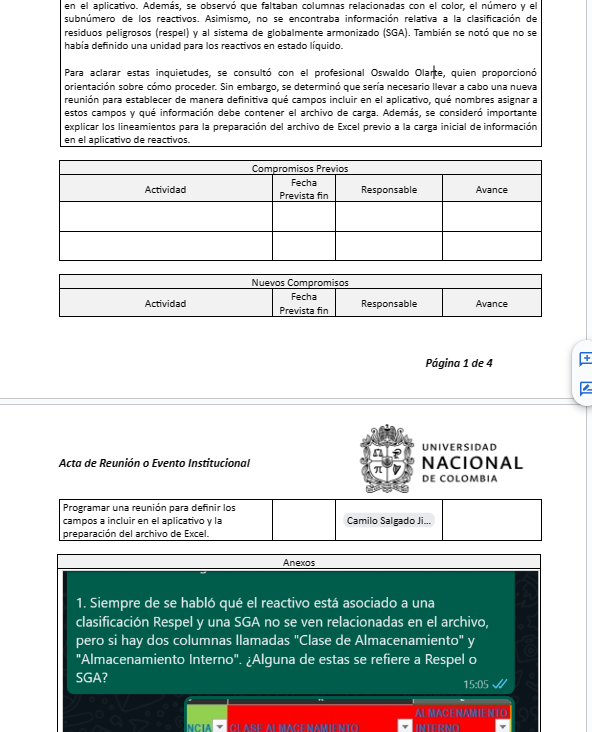 en el aplicativo. Además, se observó que faltaban columnas relacionadas con el color, el número y el
subnúmero de los reactivos. Asimismo, no se encontraba información relativa a la clasificación de
residuos peligrosos (respel) y al sistema de globalmente armonizado (SGA). También se notó que no se
había definido una unidad para los reactivos en estado líquido.
Para aclarar estas inquietudes, se consultó con el profesional Oswaldo Olarte, quien proporcionó
orientación sobre cómo proceder. Sin embargo, se determinó que sería necesario llevar a cabo una nueva
reunión para establecer de manera definitiva qué campos incluir en el aplicativo, qué nombres asignar a
estos campos y qué información debe contener el archivo de carga. Además, se consideró importante
explicar los lineamientos para la preparación del archivo de Excel previo a la carga inicial de información
en el aplicativo de reactivos.
Compromisos Previos
Actividad Fecha Prevista fin Responsable Avance
Nuevos Compromisos
Actividad Fecha Prevista fin Responsable Avance
Página 1 de 4
Acta de Reunión o Evento Institucional
UNIVERSIDAD
NACIONAL
DE COLOMBIA
Programar una reunión para definir los
campos a incluir en el aplicativo y la
preparación del archivo de Excel.
Camilo Salgado Ji...
Anexos
1. Siempre de se habló qué el reactivo está asociado a una
clasificación Respel y una SGA no se ven relacionadas en el archivo,
pero si hay dos columnas llamadas "Clase de Almacenamiento" y
"Almacenamiento Interno". ¿Alguna de estas se refiere a Respel o
SGA?
15:05
NCIA CLASE ALMACENAMIENTO ALMACENAMIENTO INTERNO